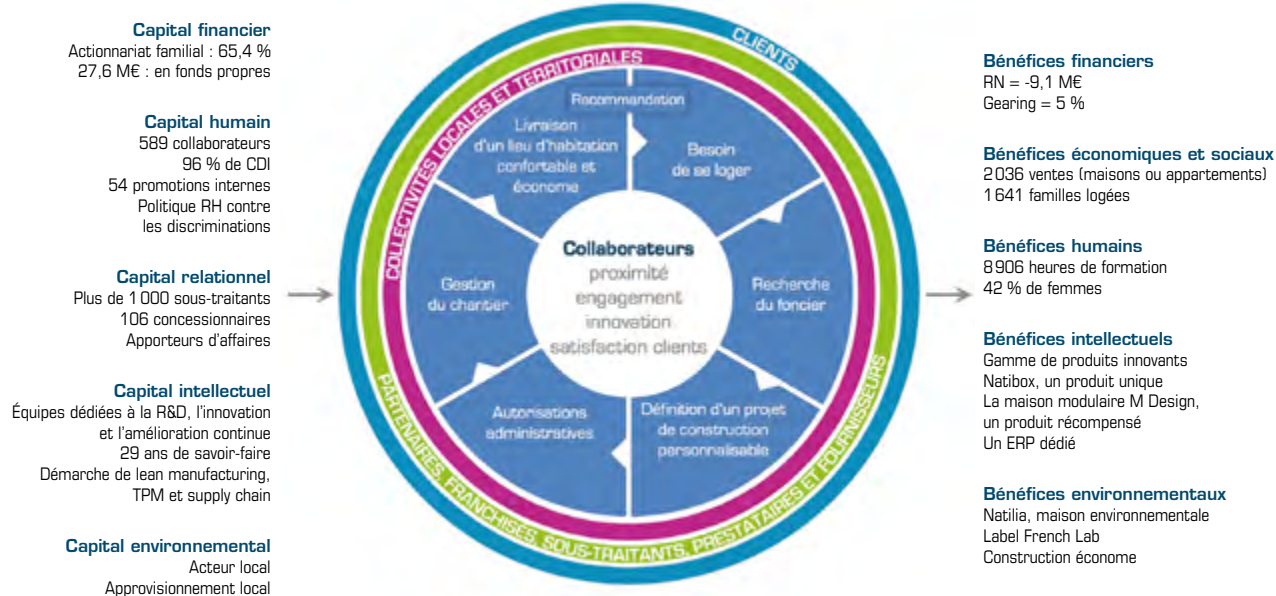 Capital financier
Actionnariat familial : 65,4 %
27,6 M€ : en fonds propres
Capital humain
589 collaborateurs
96 % de CDI
54 promotions internes
Politique RH contre
les discriminations
Capital relationnel
Plus de 1 000 sous-traitants
106 concessionnaires
Apporteurs d'affaires
Capital intellectuel
Équipes dédiées à la R&D, l'innovation
et l'amélioration continue
29 ans de savoir-faire
Démarche de lean manufacturing,
TPM et supply chain
Capital environnemental
Acteur local
Approvisionnement local
CLIENTS
COLLECTIVITÉS LOCALES ET TERRITORIALES
PARTENAIRES, FRANCHISES, SOUS-TRAITANTS, PRESTATAIRES ET FOURNISSEURS
Recommandation
Besoin
de se loger
Recherche
du foncier
Définition d'un projet
de construction
personnalisable
Autorisations
administratives
Gestion
du chantier
Livraison
d'un lieu d'habitation
confortable et
économe
Collaborateurs
proximité
engagement
innovation
satisfaction clients
Bénéfices financiers
RN = -9,1 M€
Gearing = 5 %
Bénéfices économiques et sociaux
2 036 ventes (maisons ou appartements)
1 641 familles logées
Bénéfices humains
8 906 heures de formation
42 % de femmes
Bénéfices intellectuels
Gamme de produits innovants
Natibox, un produit unique
La maison modulaire M Design,
un produit récompensé
Un ERP dédié
Bénéfices environnementaux
Natilia, maison environnementale
Label French Lab
Construction économe